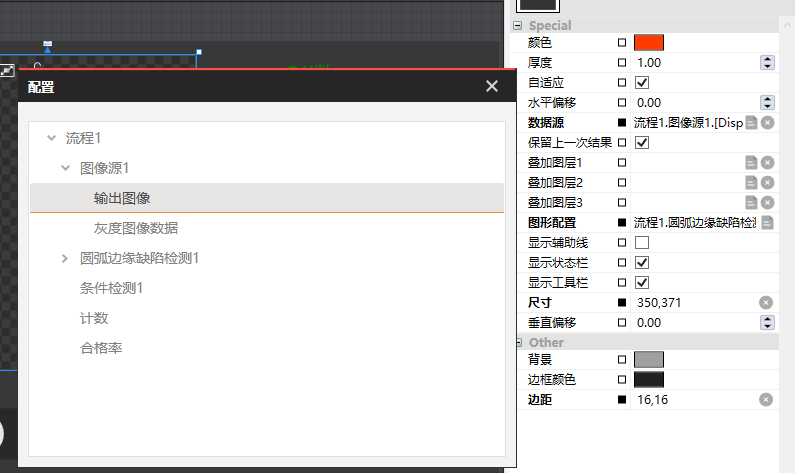 配置
流程1
图像源1
输出图像
灰度图像数据
圆弧边缘缺陷检测1
条件检测1
计数
合格率
Special
颜色
厚度 1.00
自适应
水平偏移 0.00
数据源 流程1.图像源1.[Disp
保留上一次结果
叠加图层1
叠加图层2
叠加图层3
图形配置 流程1.圆弧边缘缺陷检测
显示辅助线
显示状态栏
显示工具栏
尺寸 350,371
垂直偏移 0.00
Other
背景
边框颜色
边距 16,16